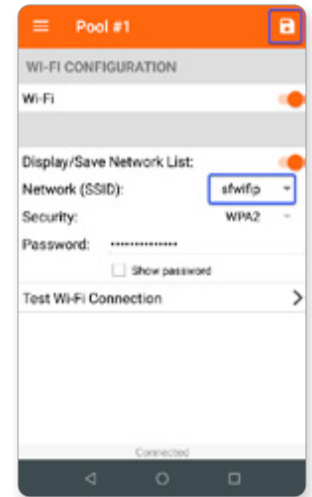 Pool #1
WI-FI CONFIGURATION
Wi-Fi
Display/Save Network List:
Network (SSID): sfwifip
Security: WPA2
Password: ••••••••••••••
Show password
Test Wi-Fi Connection
Connected